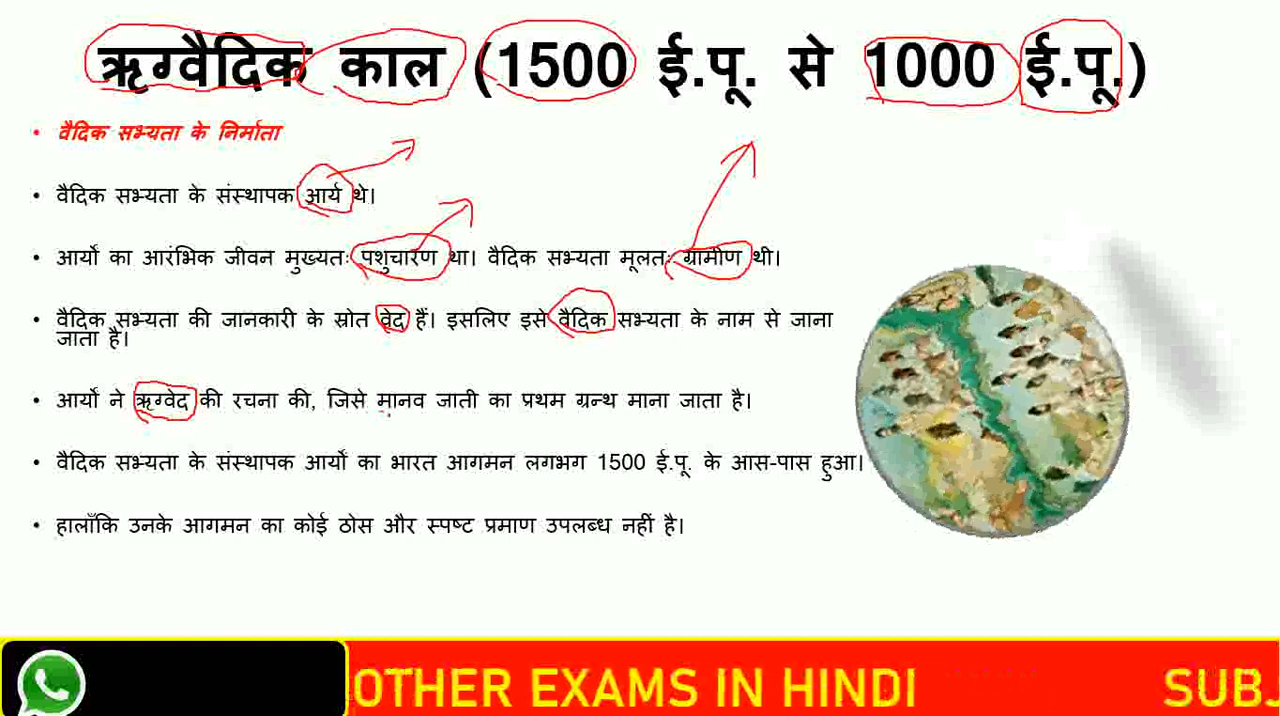 ऋग्वैदिक काल (1500 ई.पू. से 1000 ई.पू.)
• वैदिक सभ्यता के निर्माता
• वैदिक सभ्यता के संस्थापक आर्य थे।
• आर्यों का आरंभिक जीवन मुख्यतः पशुचारण था। वैदिक सभ्यता मूलतः ग्रामीण थी।
• वैदिक सभ्यता की जानकारी के स्रोत वेद हैं। इसलिए इसे वैदिक सभ्यता के नाम से जाना
जाता है।
• आर्यों ने ऋग्वेद की रचना की, जिसे मानव जाती का प्रथम ग्रन्थ माना जाता है।
• वैदिक सभ्यता के संस्थापक आर्यों का भारत आगमन लगभग 1500 ई.पू. के आस-पास हुआ।
• हालाँकि उनके आगमन का कोई ठोस और स्पष्ट प्रमाण उपलब्ध नहीं है।
OTHER EXAMS IN HINDI SUB